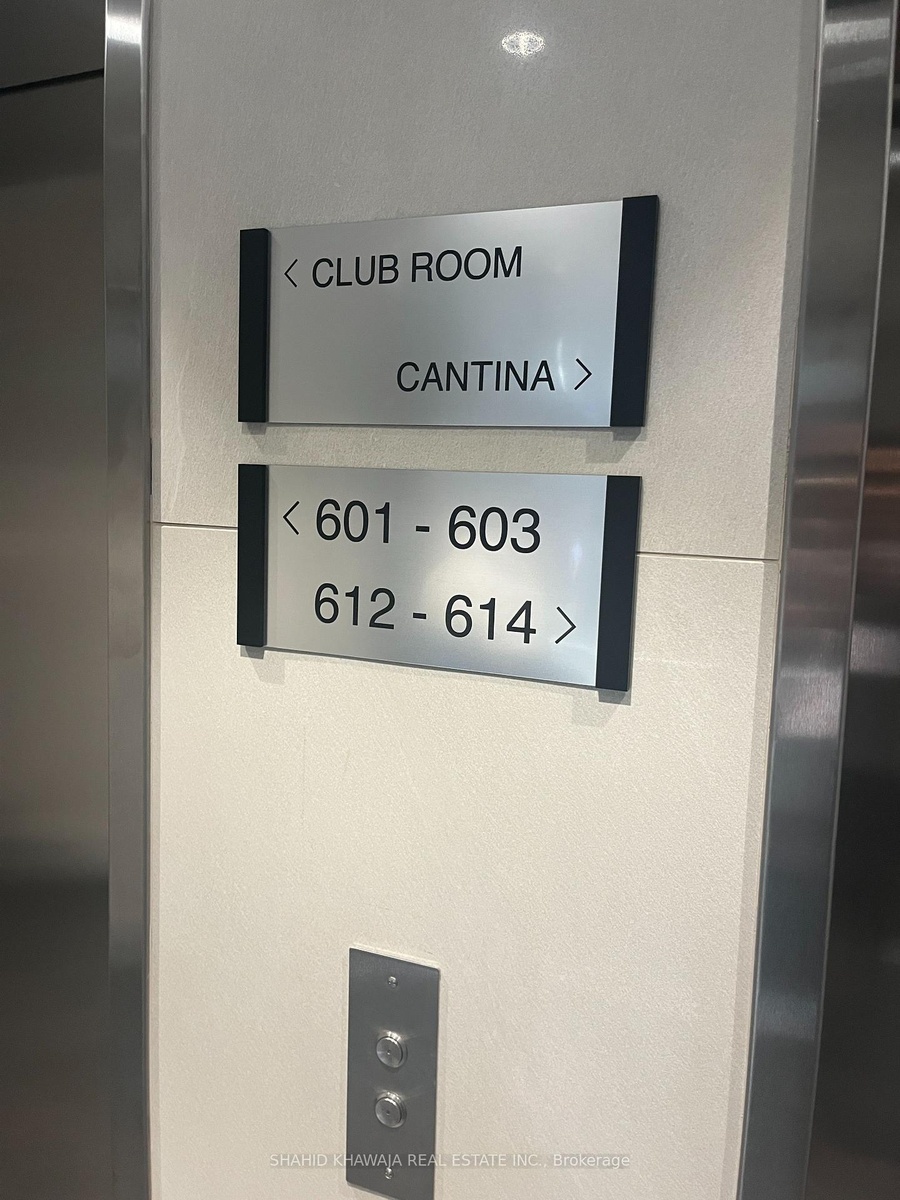 < CLUB ROOM
CANTINA >
< 601 - 603
612 - 614 >
SHAHID KHAWAJA REAL ESTATE INC., Brokerage